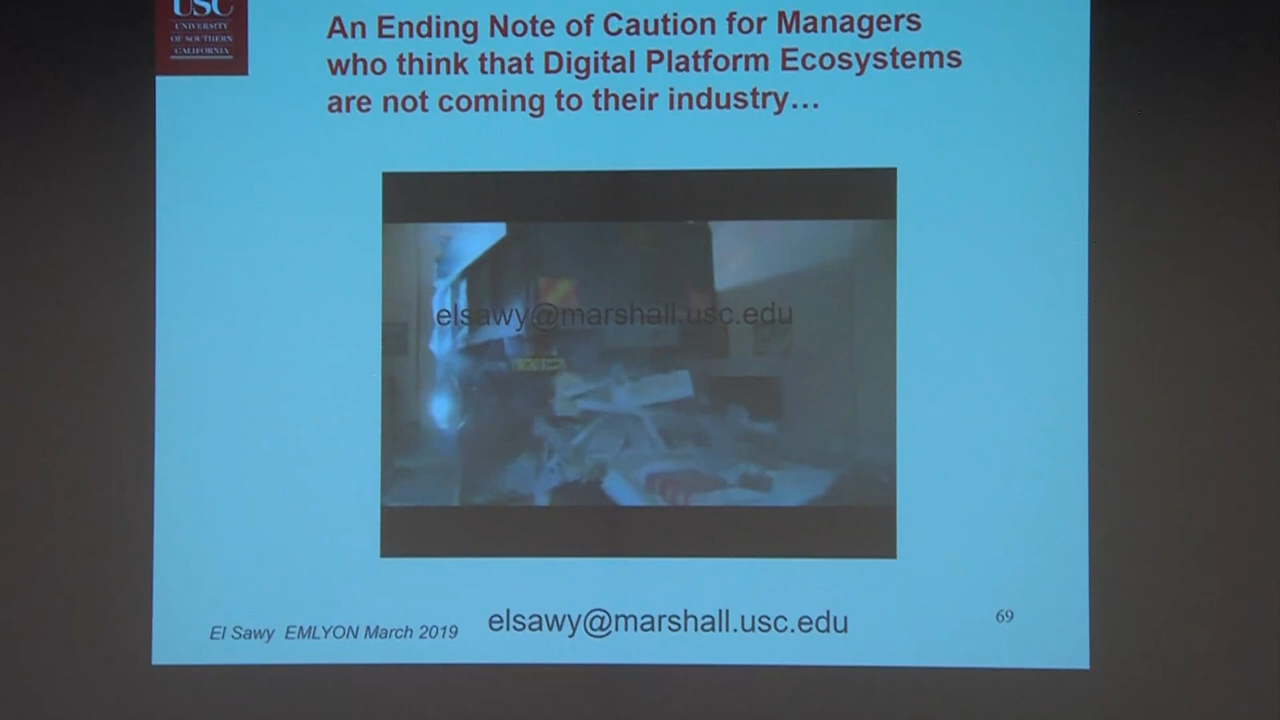 USC
UNIVERSITY
OF SOUTHERN
CALIFORNIA
An Ending Note of Caution for Managers
who think that Digital Platform Ecosystems
are not coming to their industry…
elsawy@marshall.usc.edu
El Sawy EMLYON March 2019
elsawy@marshall.usc.edu
69